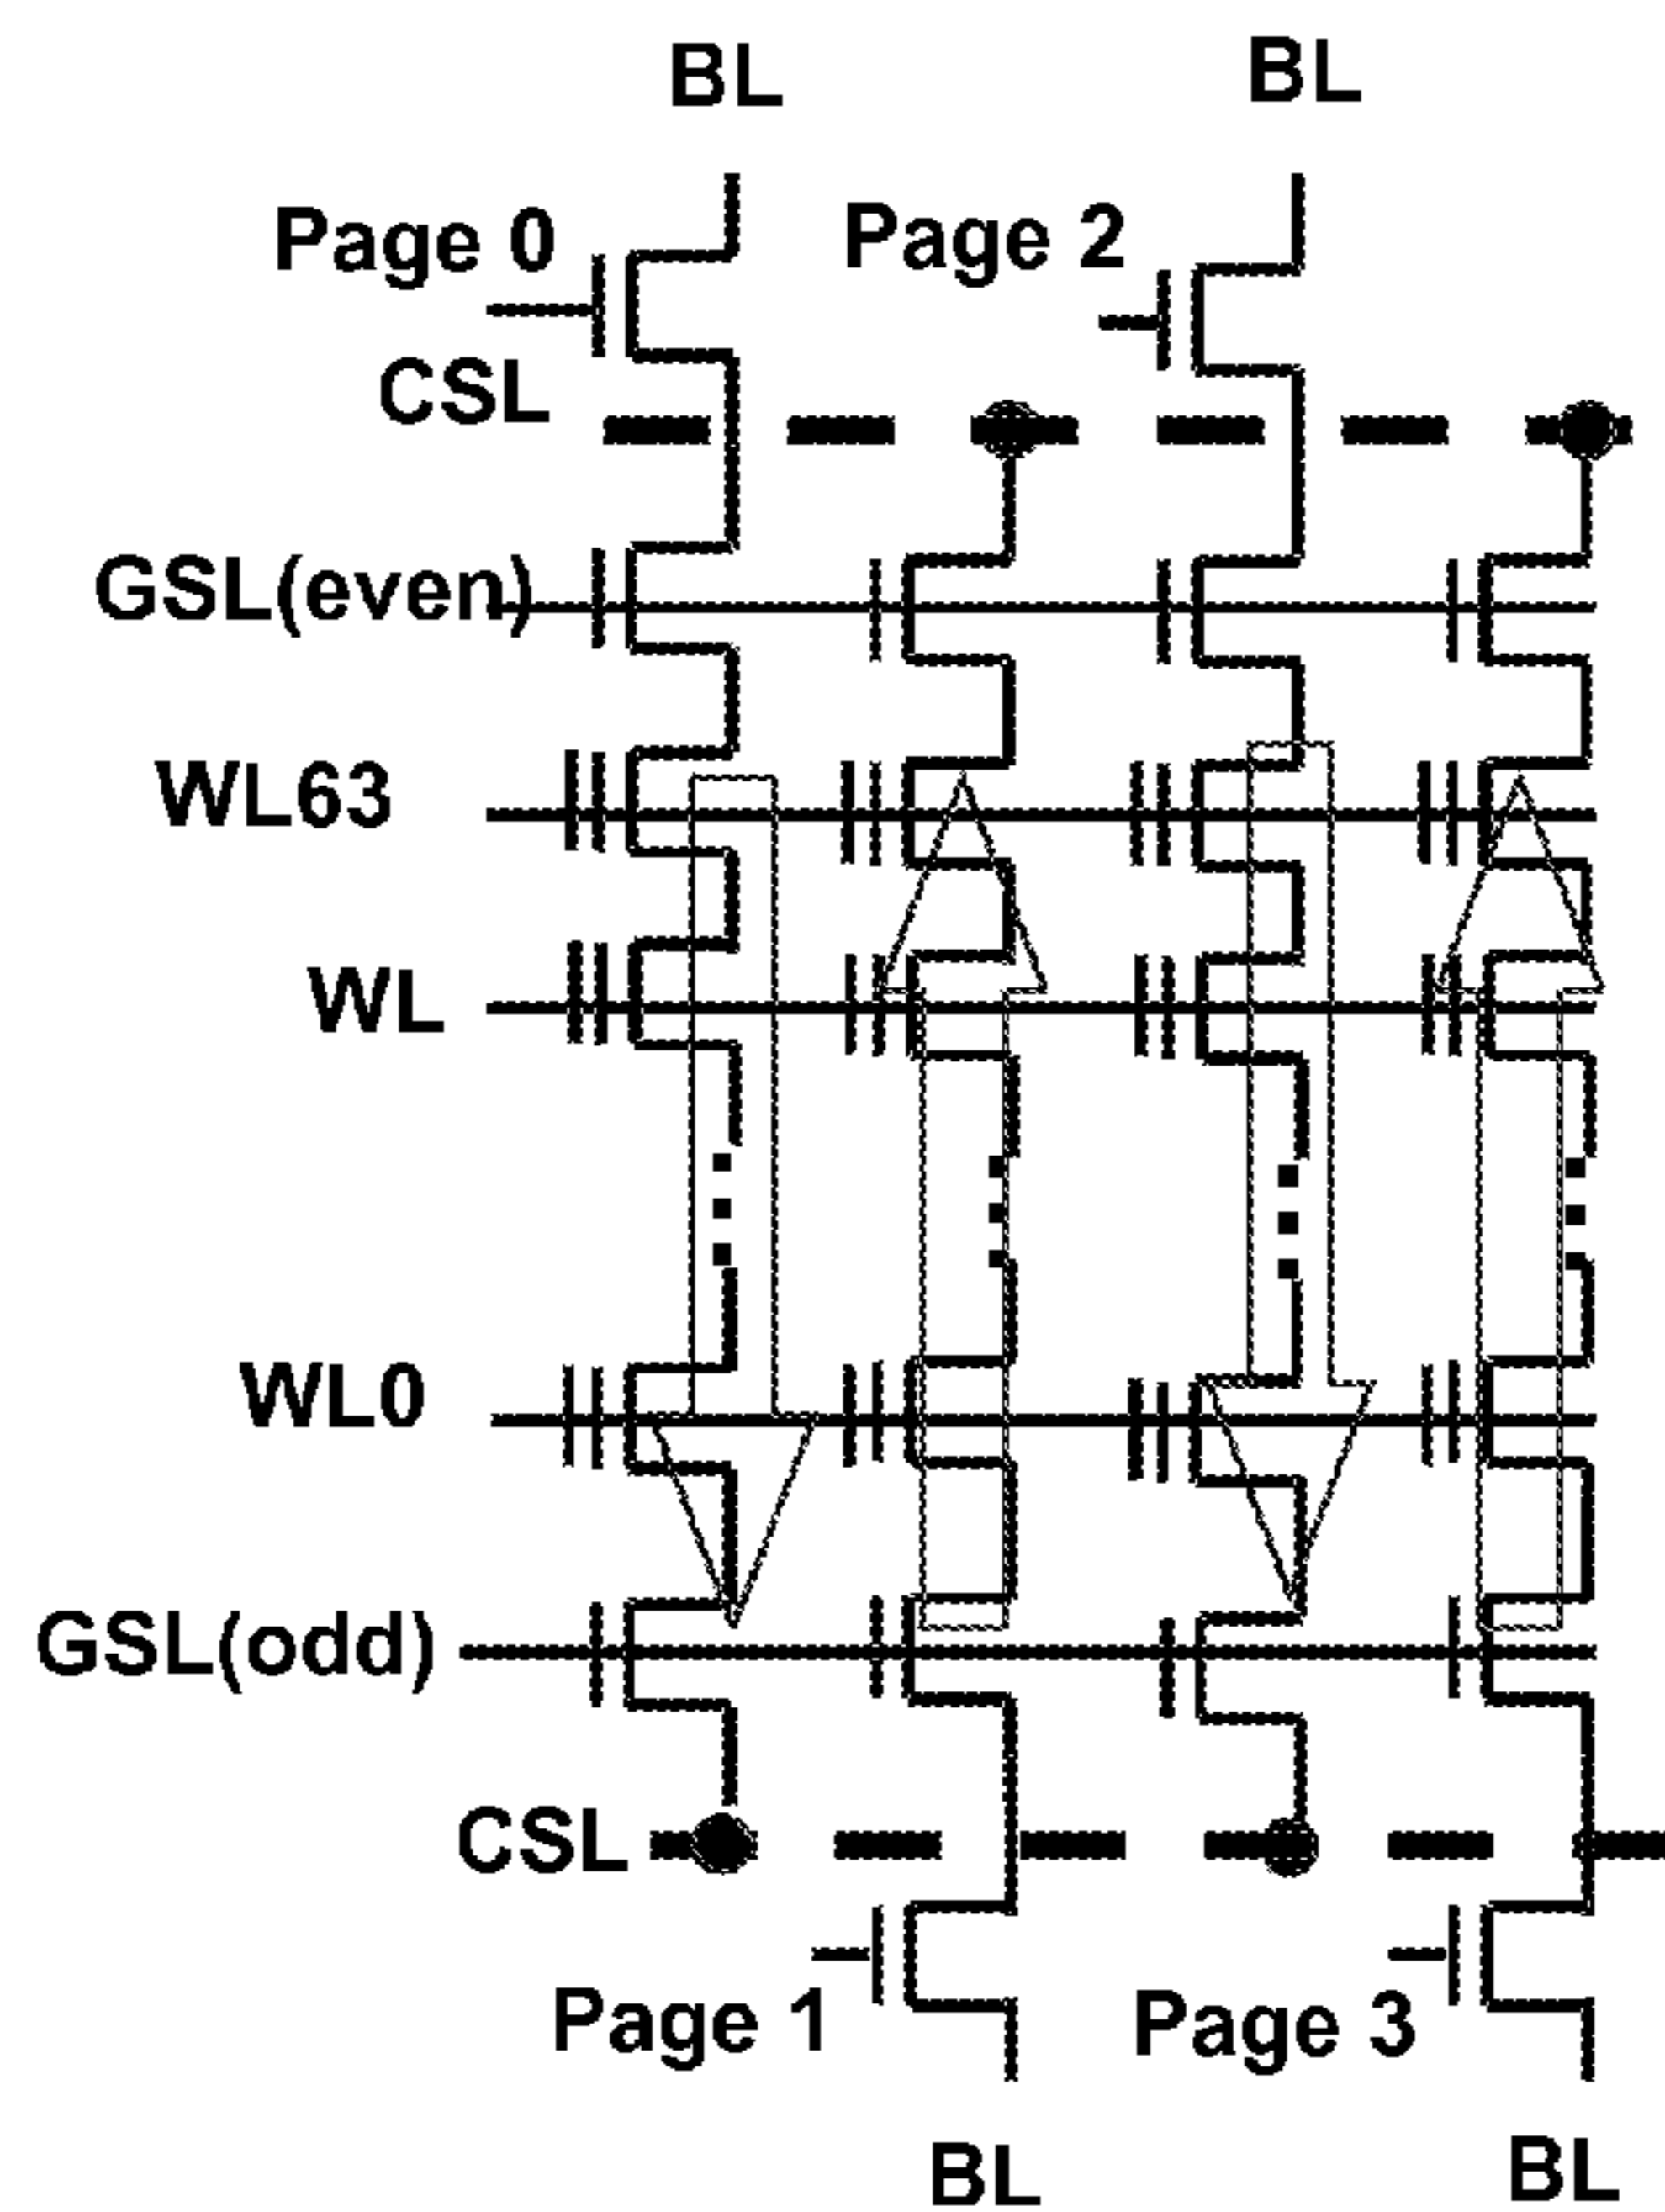 BL BL
Page 0 Page 2
CSL
GSL(even)
WL63
WL
WL0
GSL(odd)
CSL
Page 1 Page 3
BL BL